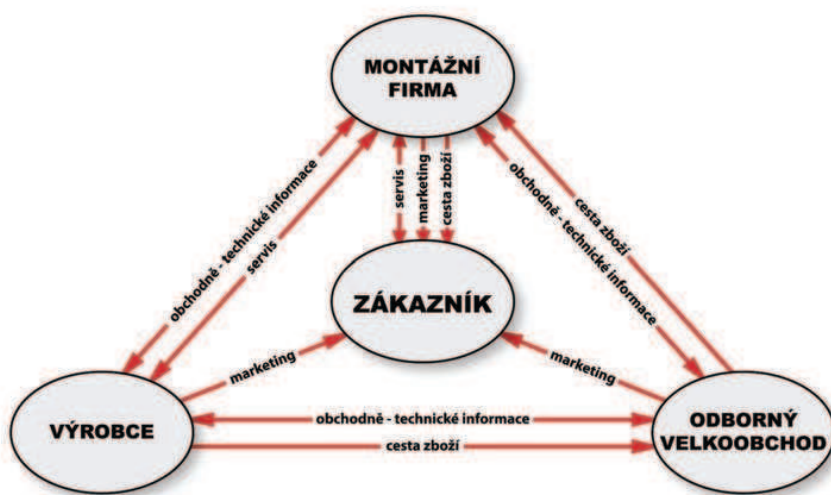 MONTÁŽNÍ
FIRMA
obchodně - technické informace
servis
servis
marketing
cesta zboží
obchodně - technické informace
cesta zboží
ZÁKAZNÍK
marketing
marketing
VÝROBCE
obchodně - technické informace
cesta zboží
ODBORNÝ
VELKOOBCHOD